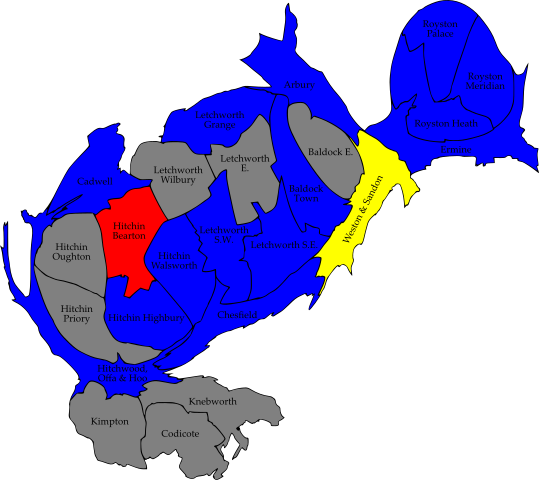 Royston
Palace
Royston
Meridian
Royston Heath
Ermine
Arbury
Letchworth
Grange
Baldock E.
Letchworth
E.
Letchworth
Wilbury
Cadwell
Baldock
Town
Weston & Sandon
Hitchin
Bearton
Letchworth
S.W.
Letchworth S.E.
Hitchin
Oughton
Hitchin
Walsworth
Hitchin
Priory
Hitchin Highbury
Chesfield
Hitchwood,
Offa & Hoo
Knebworth
Kimpton
Codicote